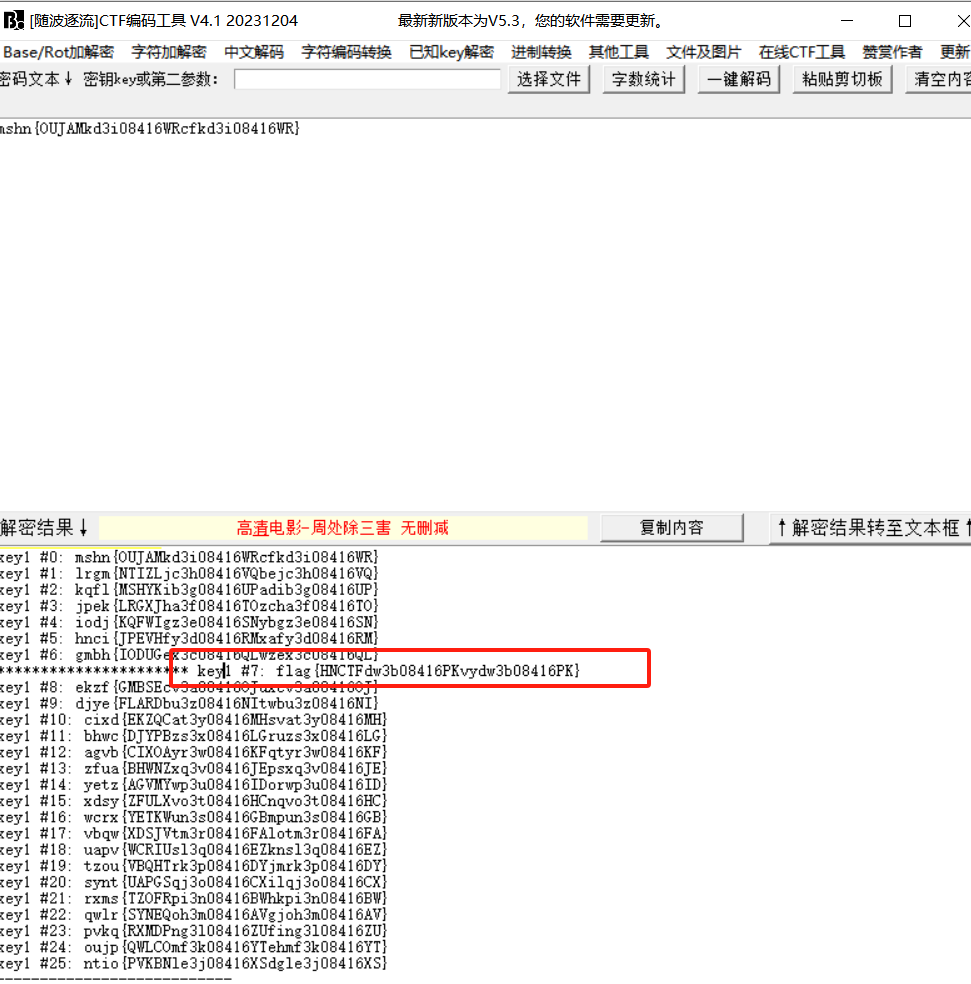 [随波逐流]CTF编码工具 V4.1 20231204 最新新版本为V5.3，您的软件需要更新。
Base/Rot加解密 字符加解密 中文解码 字符编码转换 已知key解密 进制转换 其他工具 文件及图片 在线CTF工具 赞赏作者 更新
密码文本↓ 密钥key或第二参数： 选择文件 字数统计 一键解码 粘贴剪切板 清空内容
mshn{OUJAMkd3i08416WRcfkd3i08416WR}
解密结果↓ 高清电影-周处除三害 无删减 复制内容 ↑解密结果转至文本框↑
key1 #0: mshn{OUJAMkd3i08416WRcfkd3i08416WR}
key1 #1: lrgm{NTIZLjc3h08416VQbejc3h08416VQ}
key1 #2: kqfl{MSHYKib3g08416UPadib3g08416UP}
key1 #3: jpek{LRGXJha3f08416TOzcha3f08416TO}
key1 #4: iodj{KQFWIgz3e08416SNybgz3e08416SN}
key1 #5: hnci{JPEVHfy3d08416RMxafy3d08416RM}
key1 #6: gmbh{IODUGex3c08416QLwzex3c08416QL}
********************* key1 #7: flag{HNCTFdw3b08416PKvydw3b08416PK}
key1 #8: ekzf{GMBSEcv3a08416OJuxcv3a08416OJ}
key1 #9: djye{FLARDbu3z08416NItwbu3z08416NI}
key1 #10: cixd{EKZQCat3y08416MHsvat3y08416MH}
key1 #11: bhwc{DJYPBzs3x08416LGruzs3x08416LG}
key1 #12: agvb{CIXOAyr3w08416KFqtyr3w08416KF}
key1 #13: zfua{BHWNZxq3v08416JEpsxq3v08416JE}
key1 #14: yetz{AGVMYwp3u08416IDorwp3u08416ID}
key1 #15: xdsy{ZFULXvo3t08416HCnqvo3t08416HC}
key1 #16: wcrx{YETKWun3s08416GBmpun3s08416GB}
key1 #17: vbqw{XDSJVtm3r08416FAlotm3r08416FA}
key1 #18: uapv{WCRIUsl3q08416EZknsl3q08416EZ}
key1 #19: tzou{VBQHTrk3p08416DYjmrk3p08416DY}
key1 #20: synt{UAPGSqj3o08416CXilqj3o08416CX}
key1 #21: rxms{TZOFRpi3n08416BWhkpi3n08416BW}
key1 #22: qwlr{SYNEQoh3m08416AVgjoh3m08416AV}
key1 #23: pvkq{RXMDPng3l08416ZUfing3l08416ZU}
key1 #24: oujp{QWLCOmf3k08416YTehmf3k08416YT}
key1 #25: ntio{PVKBNle3j08416XSdgle3j08416XS}